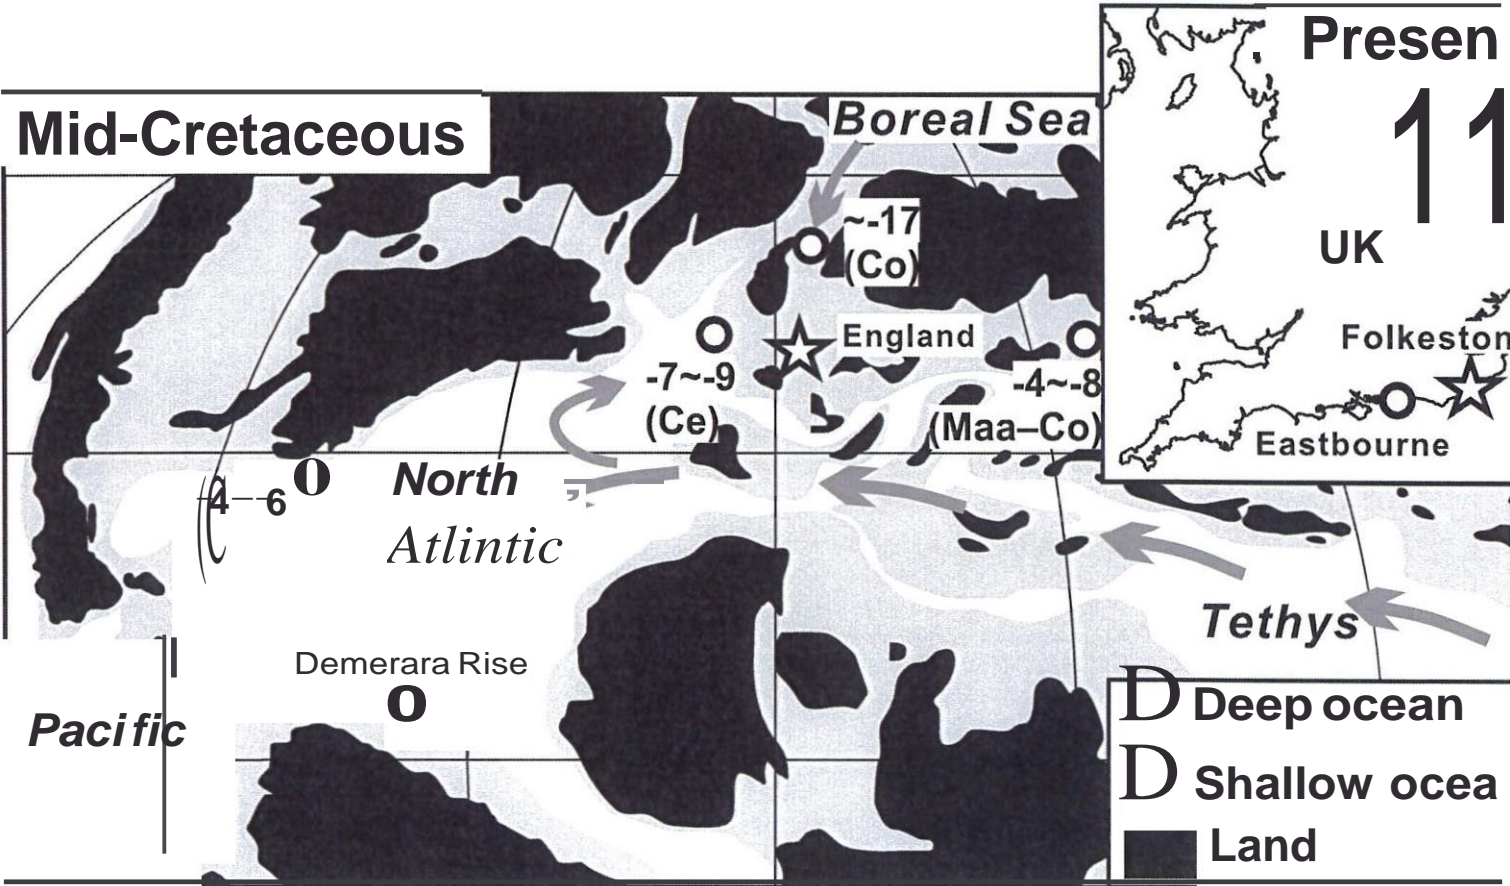 Presen
11
Mid-Cretaceous
Boreal Sea
~-17
(Co)
UK
England
Folkeston
-7~-9
(Ce)
-4~-8
(Maa–Co)
Eastbourne
North
Atlintic
4--6
Tethys
Demerara Rise
Pacific
D Deep ocean
D Shallow ocea
Land